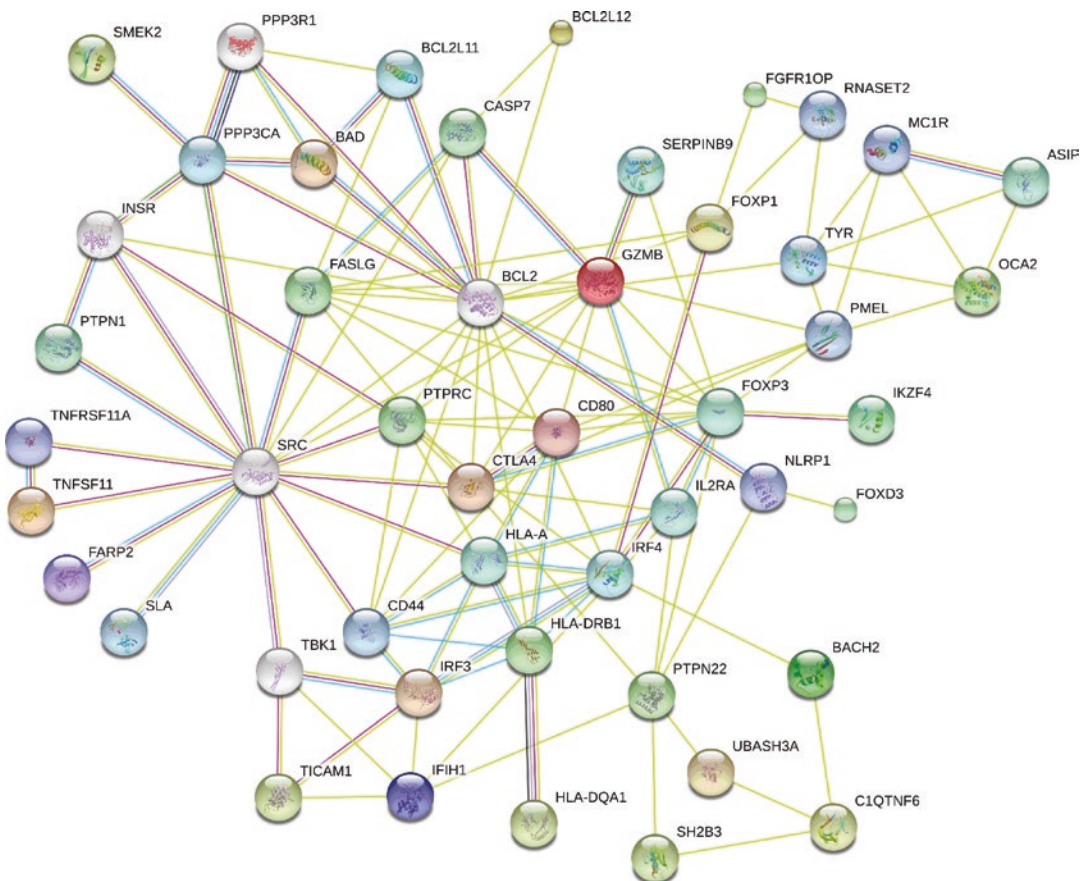 SMEK2
PPP3R1
BCL2L12
BCL2L11
FGFR1OP
RNASET2
CASP7
MC1R
PPP3CA
BAD
SERPINB9
ASIP
INSR
FOXP1
FASLG
BCL2
GZMB
TYR
OCA2
PTPN1
PMEL
PTPRC
CD80
FOXP3
IKZF4
TNFRSF11A
SRC
CTLA4
IL2RA
NLRP1
TNFSF11
FOXD3
FARP2
HLA-A
IRF4
SLA
CD44
HLA-DRB1
TBK1
IRF3
PTPN22
BACH2
UBASH3A
TICAM1
IFIH1
HLA-DQA1
C1QTNF6
SH2B3